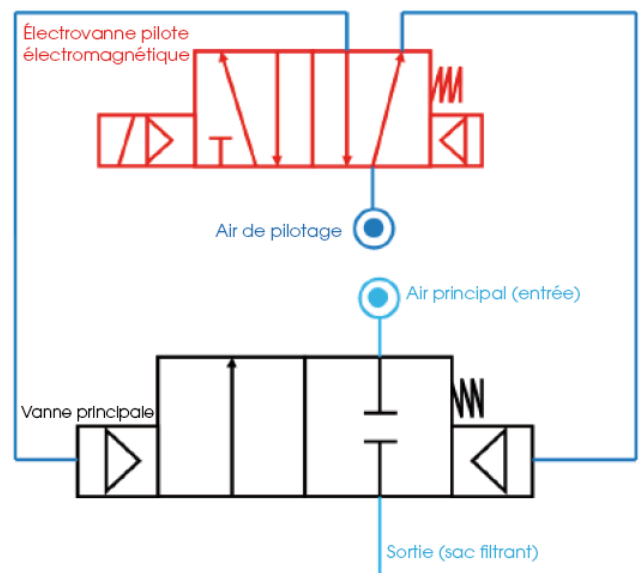 Électrovanne pilote
électromagnétique
Air de pilotage
Air principal (entrée)
Vanne principale
Sortie (sac filtrant)